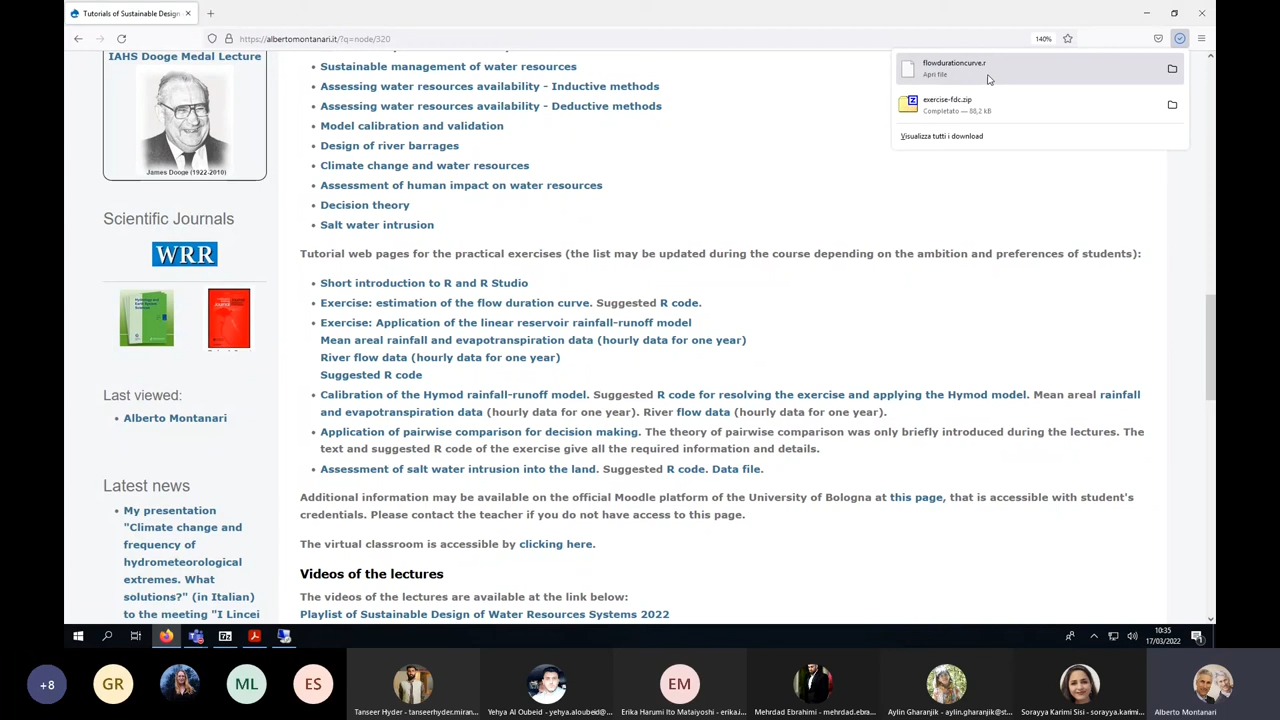 Tutorials of Sustainable Design
https://albertomontanari.it/?q=node/320
140%
flowdurationcurve.r
Apri file
exercise-fdc.zip
Completato — 88,2 kB
Visualizza tutti i download
IAHS Dooge Medal Lecture
James Dooge (1922-2010)
Scientific Journals
WRR
Last viewed:
Alberto Montanari
Latest news
My presentation
"Climate change and
frequency of
hydrometeorological
extremes. What
solutions?" (in Italian)
to the meeting "I Lincei
Sustainable management of water resources
Assessing water resources availability - Inductive methods
Assessing water resources availability - Deductive methods
Model calibration and validation
Design of river barrages
Climate change and water resources
Assessment of human impact on water resources
Decision theory
Salt water intrusion
Tutorial web pages for the practical exercises (the list may be updated during the course depending on the ambition and preferences of students):
Short introduction to R and R Studio
Exercise: estimation of the flow duration curve. Suggested R code.
Exercise: Application of the linear reservoir rainfall-runoff model
Mean areal rainfall and evapotranspiration data (hourly data for one year)
River flow data (hourly data for one year)
Suggested R code
Calibration of the Hymod rainfall-runoff model. Suggested R code for resolving the exercise and applying the Hymod model. Mean areal rainfall
and evapotranspiration data (hourly data for one year). River flow data (hourly data for one year).
Application of pairwise comparison for decision making. The theory of pairwise comparison was only briefly introduced during the lectures. The
text and suggested R code of the exercise give all the required information and details.
Assessment of salt water intrusion into the land. Suggested R code. Data file.
Additional information may be available on the official Moodle platform of the University of Bologna at this page, that is accessible with student's
credentials. Please contact the teacher if you do not have access to this page.
The virtual classroom is accessible by clicking here.
Videos of the lectures
The videos of the lectures are available at the link below:
Playlist of Sustainable Design of Water Resources Systems 2022
10:35
17/03/2022
+8
GR
ML
ES
EM
Tanseer Hyder - tanseerhyder.miran...
Yehya Al Oubeid - yehya.aloubeid@...
Erika Harumi Ito Mataiyoshi - erika.i...
Mehrdad Ebrahimi - mehrdad.ebra...
Aylin Gharanjik - aylin.gharanjik@st...
Sorayya Karimi Sisi - sorayya.karimi...
Alberto Montanari